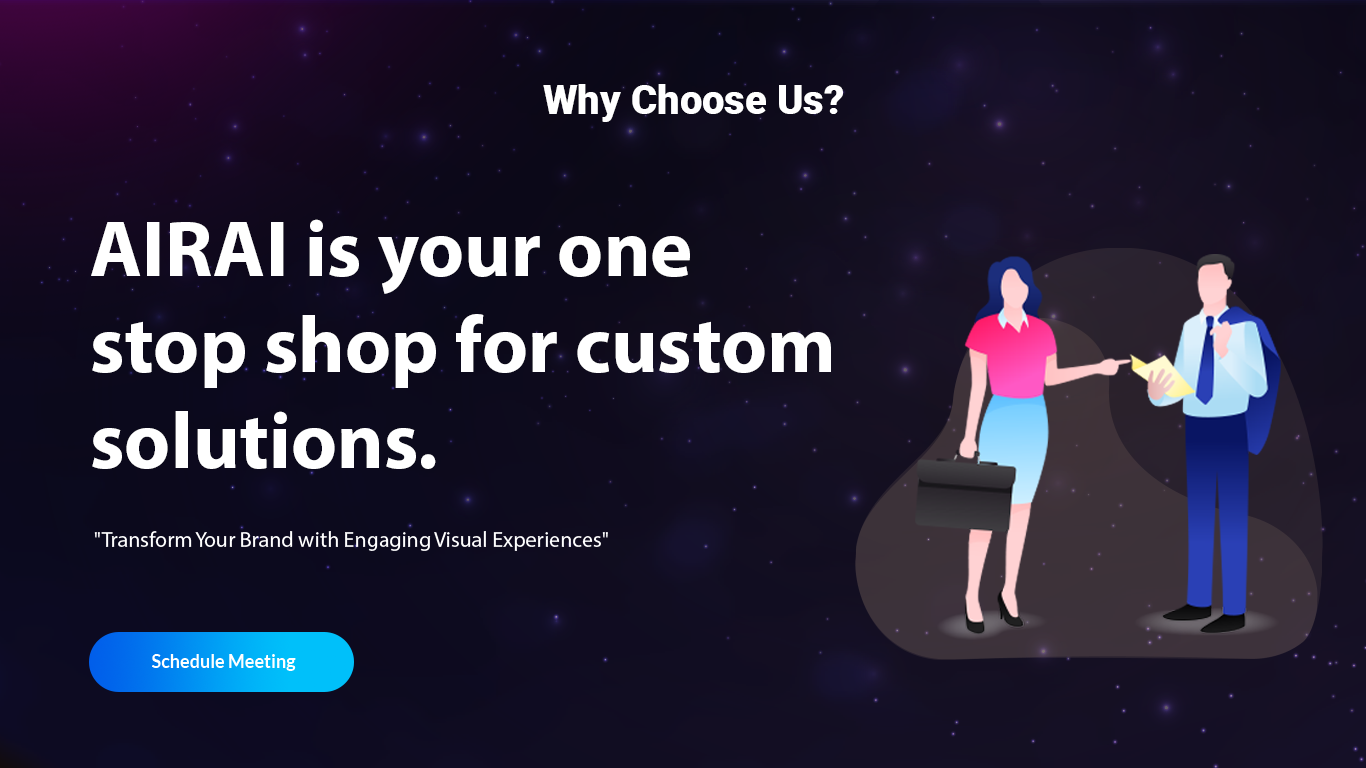 Why Choose Us?
AIRAI is your one
stop shop for custom
solutions.
"Transform Your Brand with Engaging Visual Experiences"
Schedule Meeting